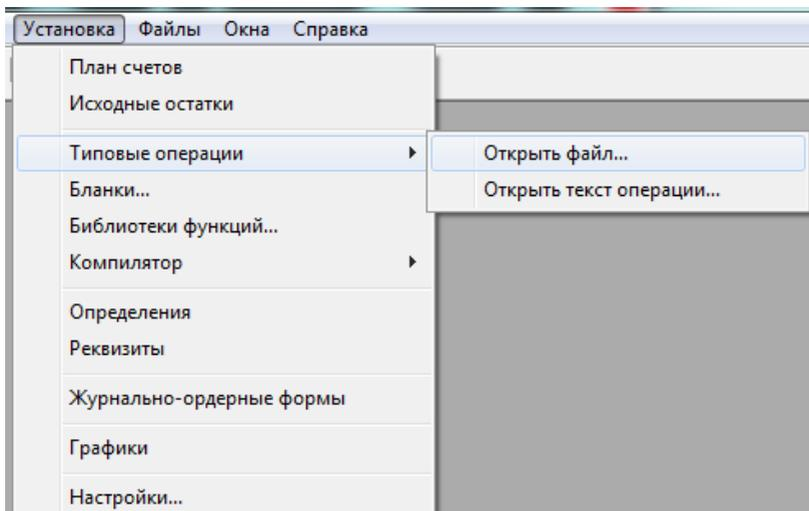 Установка Файлы Окна Справка
План счетов
Исходные остатки
Типовые операции
Открыть файл...
Бланки...
Открыть текст операции...
Библиотеки функций...
Компилятор
Определения
Реквизиты
Журнально-ордерные формы
Графики
Настройки...